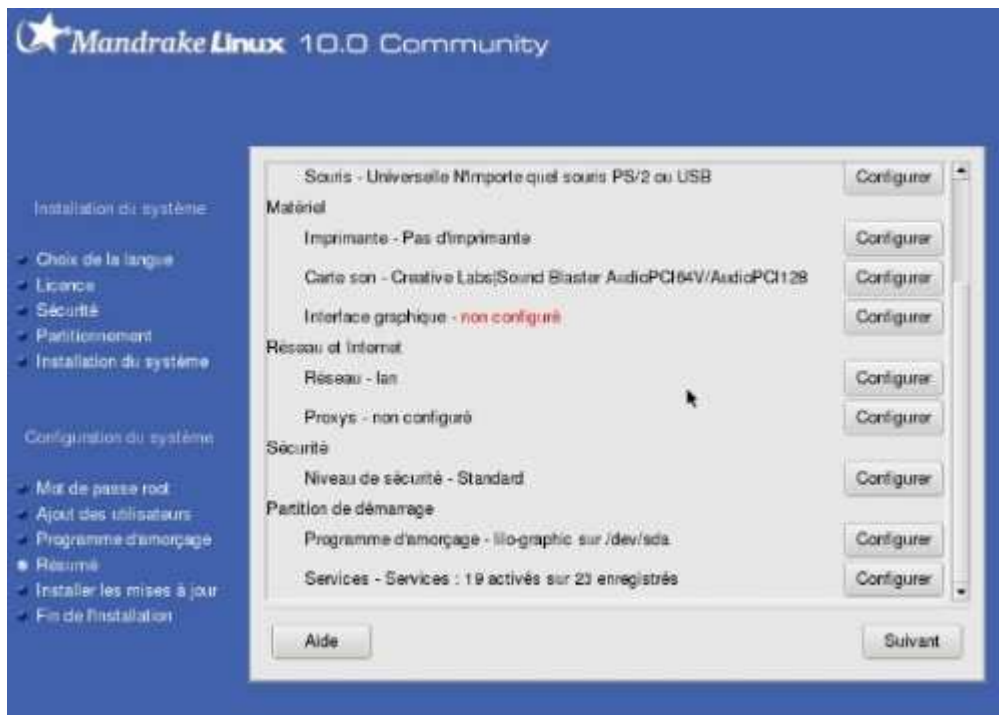 Mandrake Linux 10.0 Community
Installation du système
Choix de la langue
Licence
Sécurité
Partitionnement
Installation du système
Configuration du système
Mot de passe root
Ajout des utilisateurs
Programme d'amorçage
Résumé
Installer les mises à jour
Fin de l'installation
Souris - Universelle N'importe quel souris PS/2 ou USB
Configurer
Matériel
Imprimante - Pas d'imprimante
Configurer
Carte son - Creative Labs|Sound Blaster AudioPCI64V/AudioPCI128
Configurer
Interface graphique - non configuré
Configurer
Réseau et Internet
Réseau - lan
Configurer
Proxys - non configuré
Configurer
Sécurité
Niveau de sécurité - Standard
Configurer
Partition de démarrage
Programme d'amorçage - lilo-graphic sur /dev/sda
Configurer
Services - Services : 19 activés sur 23 enregistrés
Configurer
Aide
Suivant